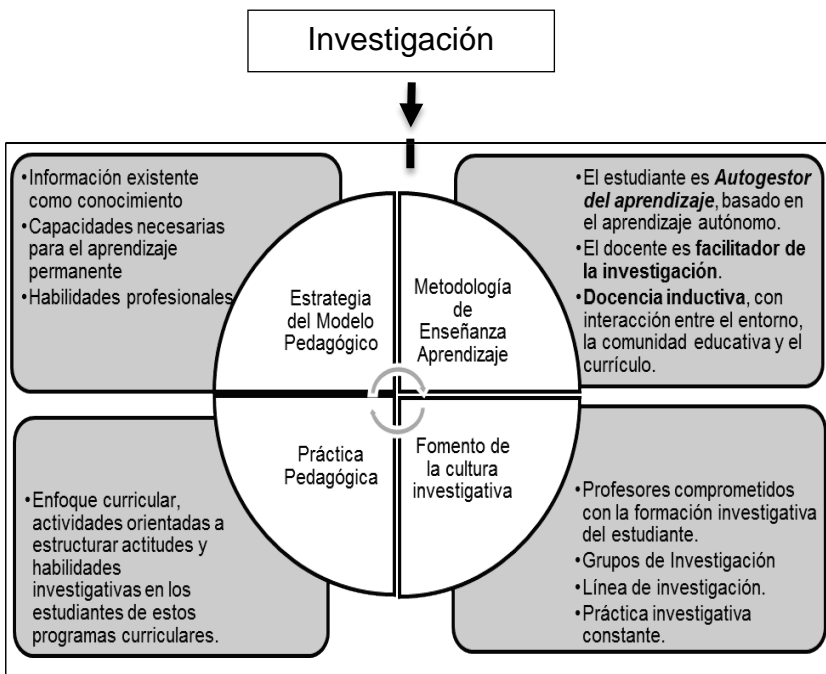 Investigación
•Información existente
como conocimiento
•Capacidades necesarias
para el aprendizaje
permanente
•Habilidades profesionales
Estrategia
del Modelo
Pedagógico
Metodología
de
Enseñanza
Aprendizaje
•El estudiante es Autogestor
del aprendizaje, basado en
el aprendizaje autónomo.
•El docente es facilitador de
la investigación.
•Docencia inductiva, con
interacción entre el entorno,
la comunidad educativa y el
currículo.
•Enfoque curricular,
actividades orientadas a
estructurar actitudes y
habilidades
investigativas en los
estudiantes de estos
programas curriculares.
Práctica
Pedagógica
Fomento de
la cultura
investigativa
•Profesores comprometidos
con la formación investigativa
del estudiante.
•Grupos de Investigación
•Línea de investigación.
•Práctica investigativa
constante.